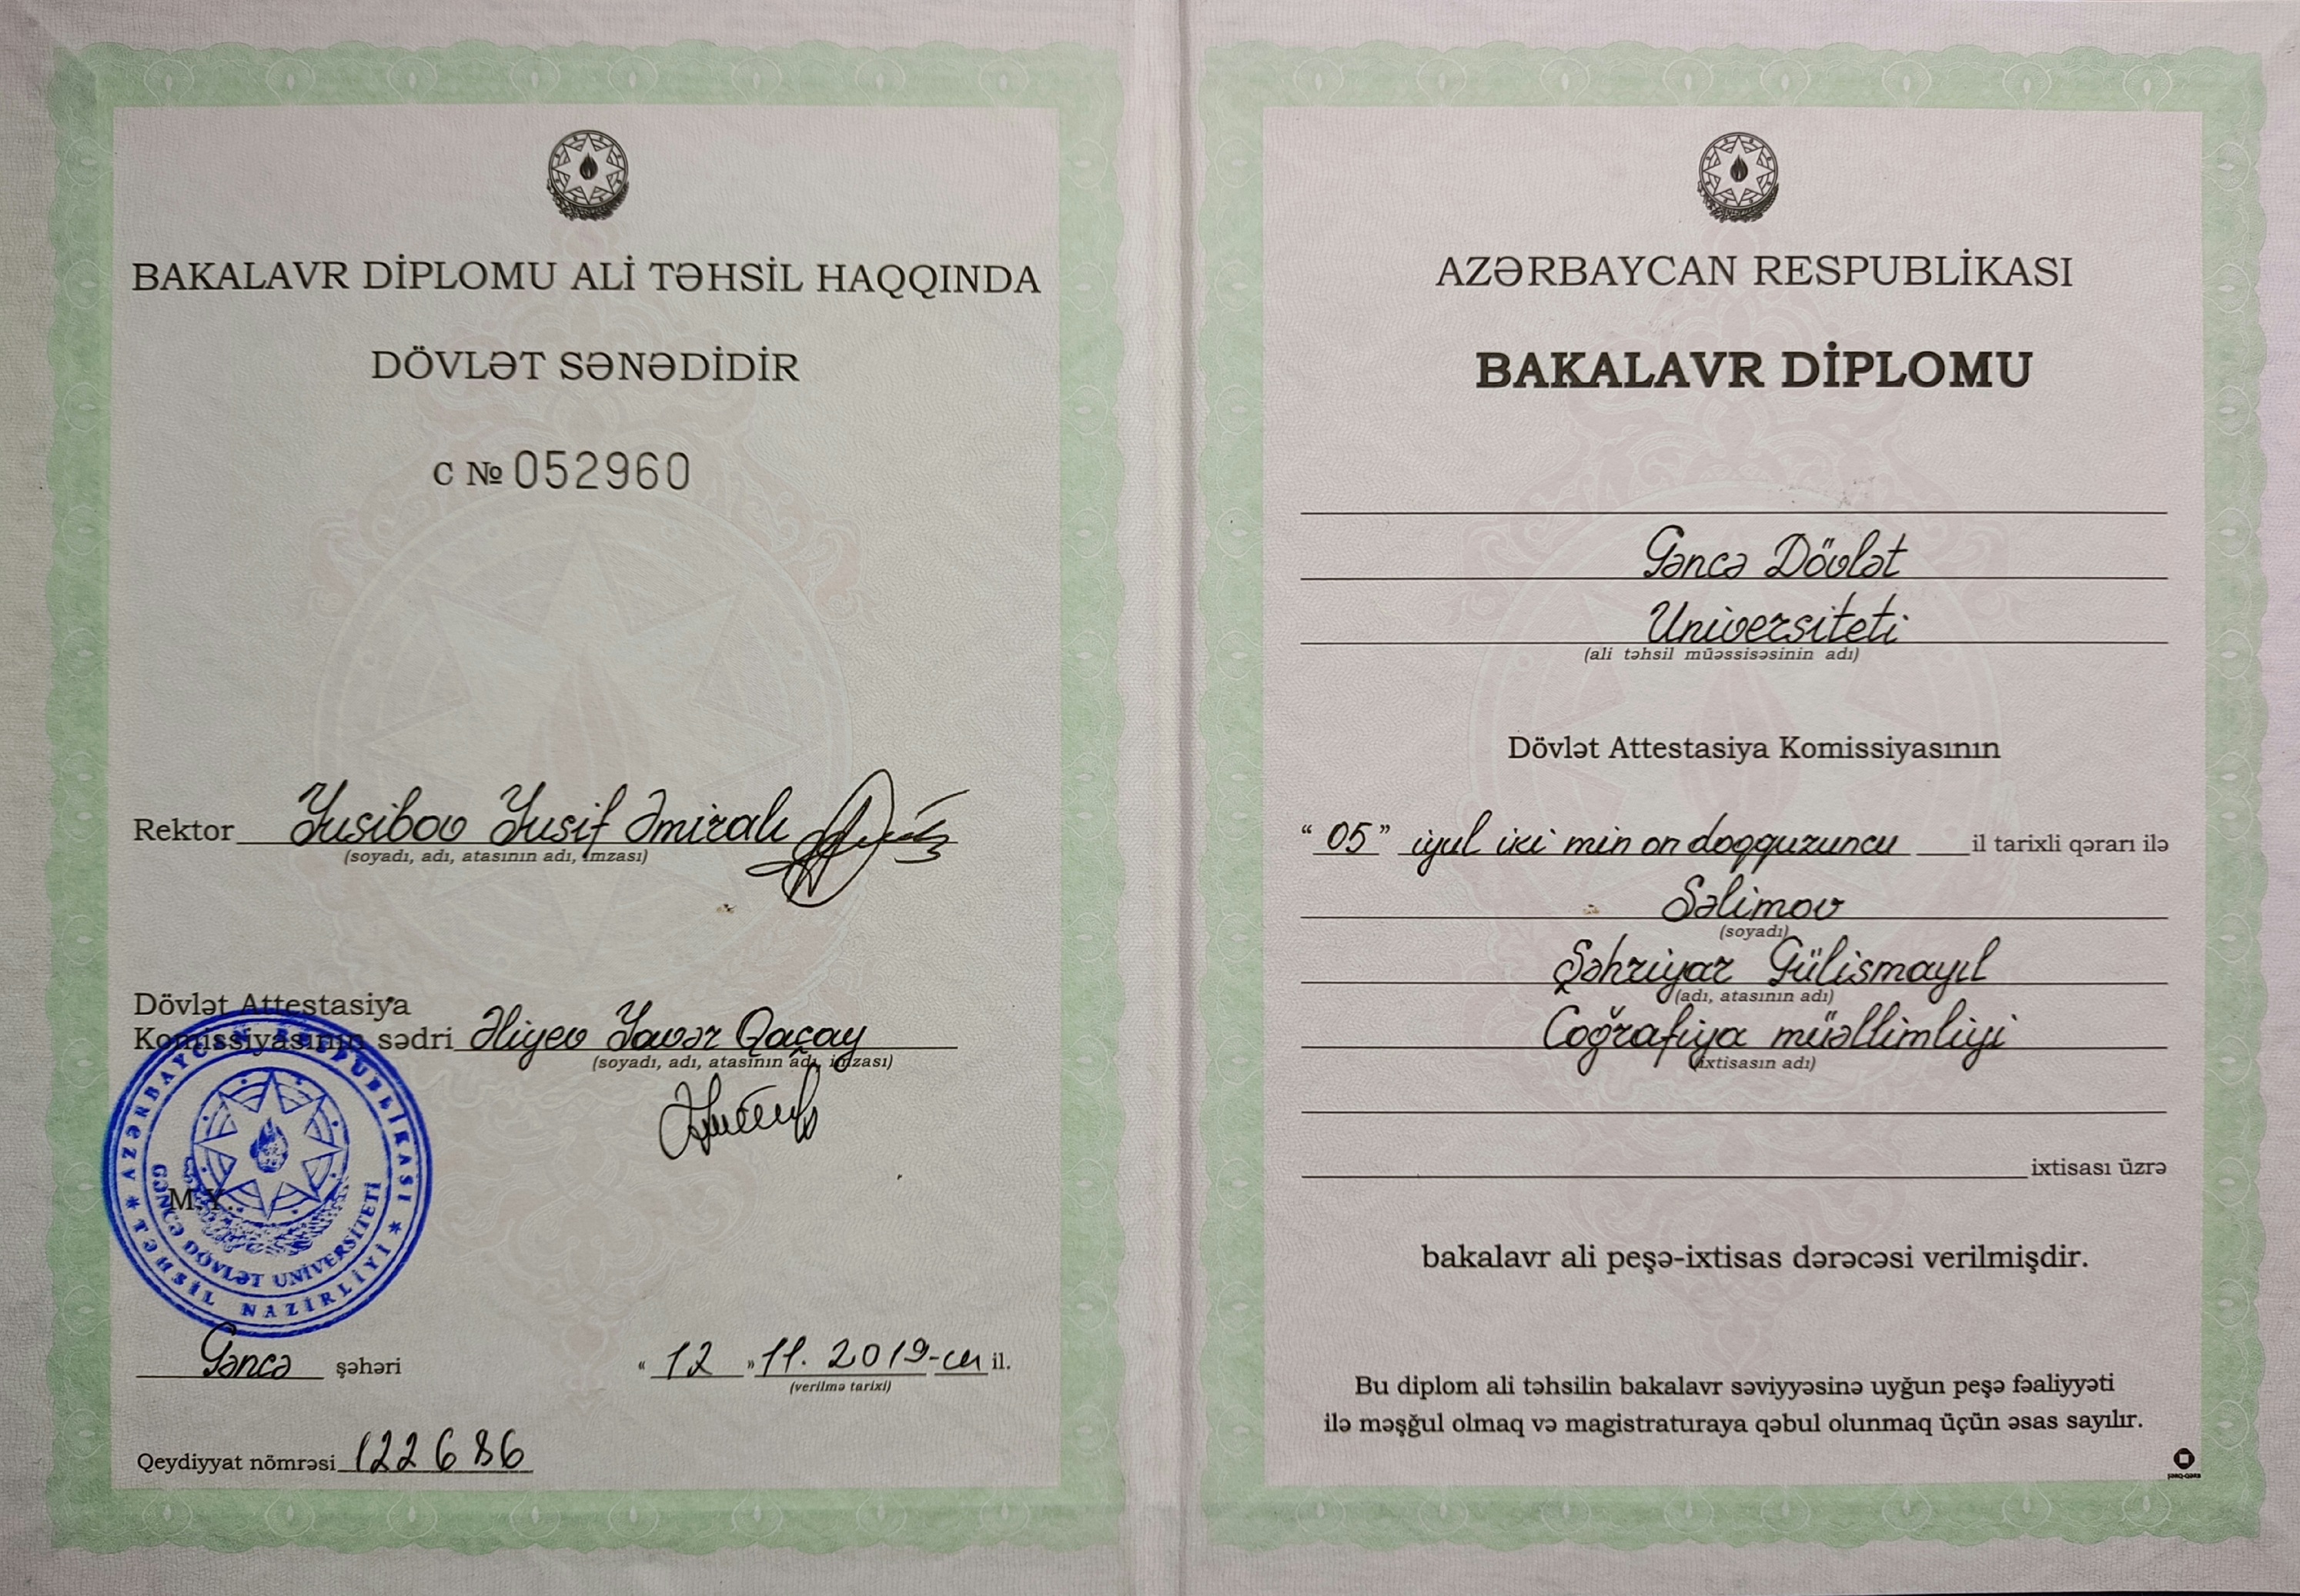 BAKALAVR DİPLOMU ALİ TƏHSİL HAQQINDA
DÖVLƏT SƏNƏDİDİR
C № 052960
Rektor Yusibov Yusif Əmiralı
(soyadı, adı, atasının adı, imzası)
Dövlət Attestasiya
Komissiyasının sədri Əliyev Yavər Qaçay
(soyadı, adı, atasının adı, imzası)
AZƏRBAYCAN RESPUBLİKASI * TƏHSİL NAZİRLİYİ *
GƏNCƏ DÖVLƏT UNİVERSİTETİ
M.Y.
Gəncə şəhəri
“ 12 ” 11. 2019-cu il.
(verilmə tarixi)
Qeydiyyat nömrəsi 122686
AZƏRBAYCAN RESPUBLİKASI
BAKALAVR DİPLOMU
Gəncə Dövlət
Universiteti
(ali təhsil müəssisəsinin adı)
Dövlət Attestasiya Komissiyasının
“ 05 ” iyul iki min on doqquzuncu il tarixli qərarı ilə
Səlimov
(soyadı)
Şəhriyar Gülismayıl
(adı, atasının adı)
Coğrafiya müəllimliyi
(ixtisasın adı)
ixtisası üzrə
bakalavr ali peşə-ixtisas dərəcəsi verilmişdir.
Bu diplom ali təhsilin bakalavr səviyyəsinə uyğun peşə fəaliyyəti
ilə məşğul olmaq və magistraturaya qəbul olunmaq üçün əsas sayılır.